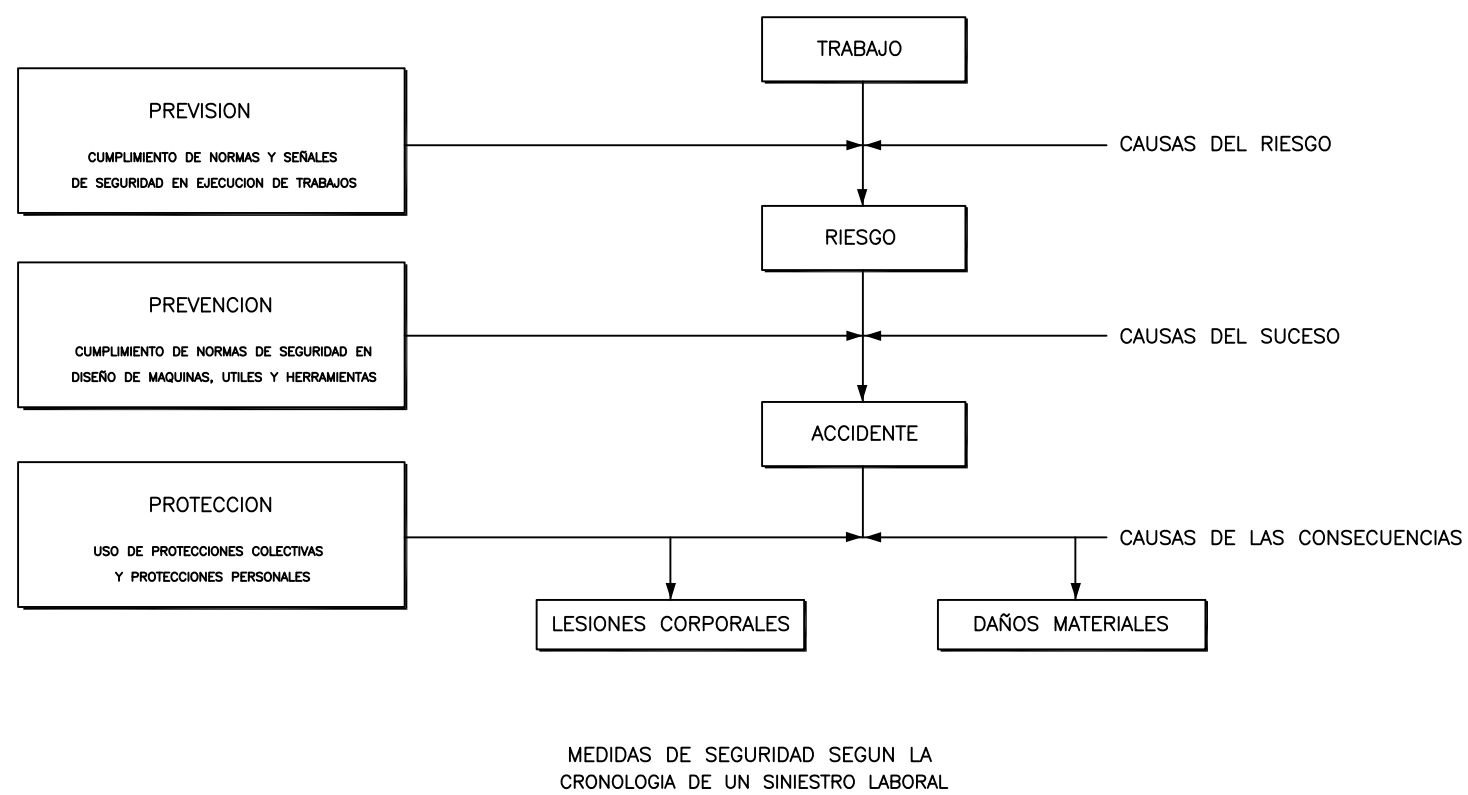 TRABAJO
PREVISION
CUMPLIMIENTO DE NORMAS Y SEÑALES
DE SEGURIDAD EN EJECUCION DE TRABAJOS
CAUSAS DEL RIESGO
RIESGO
PREVENCION
CUMPLIMIENTO DE NORMAS DE SEGURIDAD EN
DISEÑO DE MAQUINAS, UTILES Y HERRAMIENTAS
CAUSAS DEL SUCESO
ACCIDENTE
PROTECCION
USO DE PROTECCIONES COLECTIVAS
Y PROTECCIONES PERSONALES
CAUSAS DE LAS CONSECUENCIAS
LESIONES CORPORALES
DAÑOS MATERIALES
MEDIDAS DE SEGURIDAD SEGUN LA
CRONOLOGIA DE UN SINIESTRO LABORAL